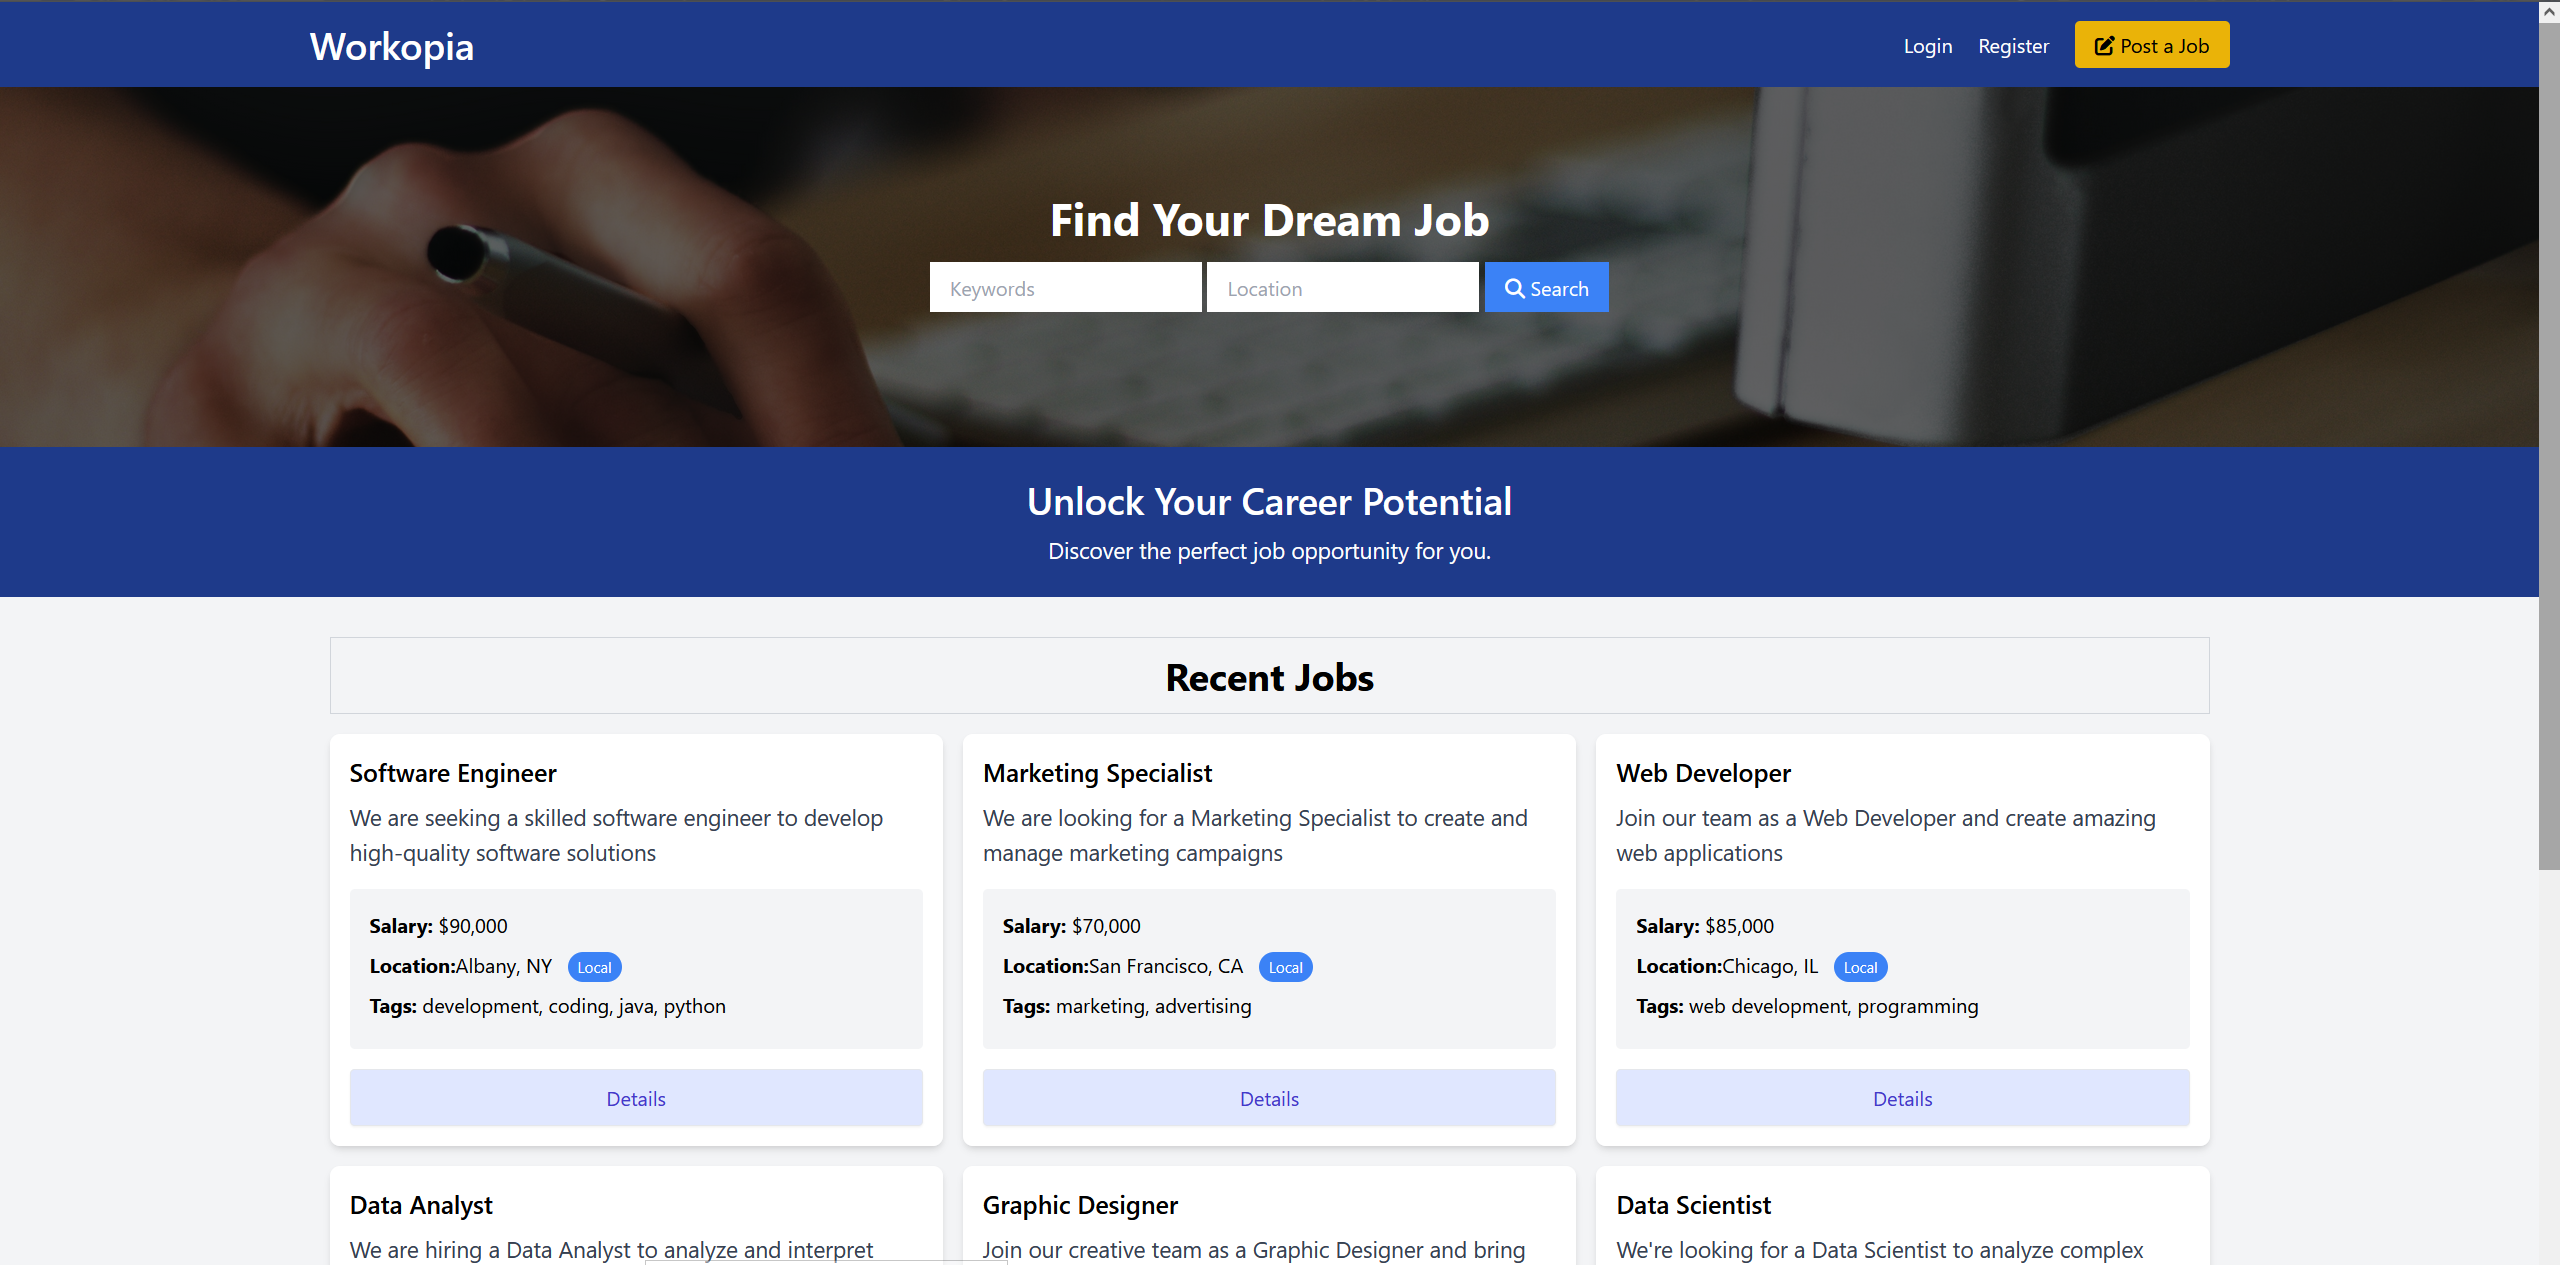 Workopia
Login
Register
Post a Job
Find Your Dream Job
Keywords
Location
Search
Unlock Your Career Potential
Discover the perfect job opportunity for you.
Recent Jobs
Software Engineer
We are seeking a skilled software engineer to develop
high-quality software solutions
Salary: $90,000
Location:Albany, NY Local
Tags: development, coding, java, python
Details
Marketing Specialist
We are looking for a Marketing Specialist to create and
manage marketing campaigns
Salary: $70,000
Location:San Francisco, CA Local
Tags: marketing, advertising
Details
Web Developer
Join our team as a Web Developer and create amazing
web applications
Salary: $85,000
Location:Chicago, IL Local
Tags: web development, programming
Details
Data Analyst
We are hiring a Data Analyst to analyze and interpret
Graphic Designer
Join our creative team as a Graphic Designer and bring
Data Scientist
We're looking for a Data Scientist to analyze complex